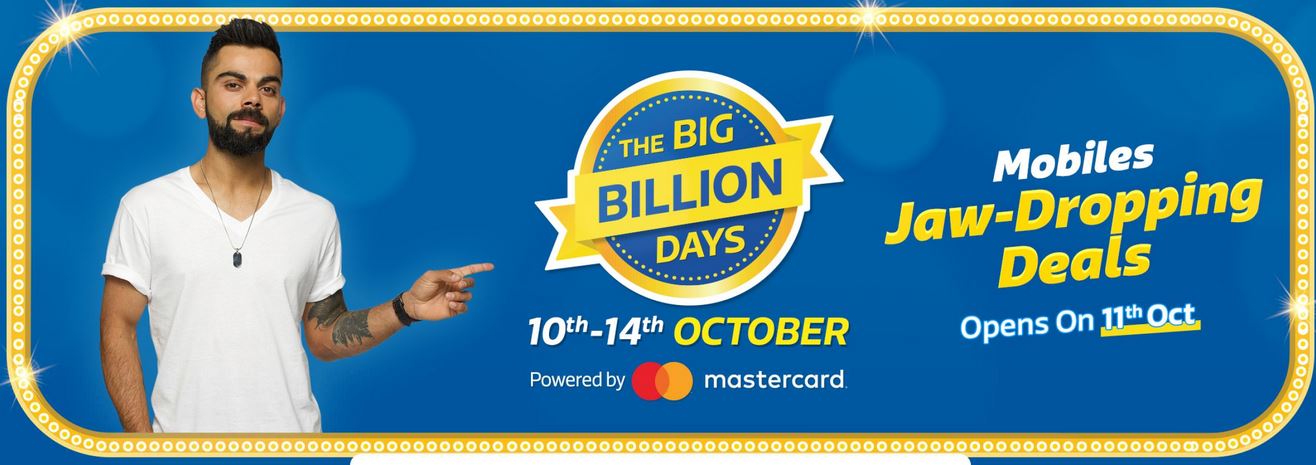 THE BIG
BILLION
DAYS
10th-14th OCTOBER
Powered by mastercard
Mobiles
Jaw-Dropping
Deals
Opens On 11th Oct